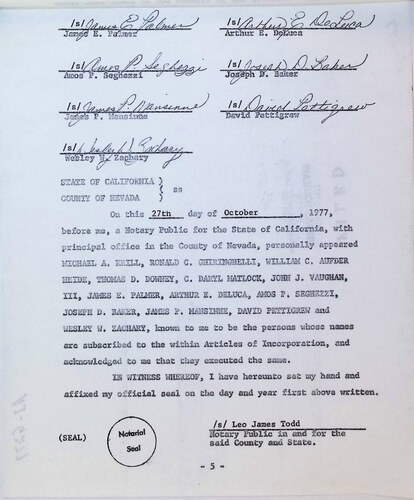 /s/ James E. Palmer /s/ Arthur E. DeLuca
James E. Palmer Arthur E. DeLuca
/s/ Amos P. Seghezzi /s/ Joseph D. Baker
Amos P. Seghezzi Joseph D. Baker
/s/ James P. Mansinne /s/ David Pettigrew
James P. Mansinne David Pettigrew
/s/ Wesley W. Zachary
Wesley W. Zachary
STATE OF CALIFORNIA )
) ss
COUNTY OF NEVADA )
On this 27th day of October , 1977,
before me, a Notary Public for the State of California, with
principal office in the County of Nevada, personally appeared
MICHAEL A. KRELL, RONALD C. CHIRINGHELLI, WILLIAM C. AUFDER
HEIDE, THOMAS D. DOWNEY, C. DARYL MATLOCK, JOHN J. VAUGHAN,
III, JAMES E. PALMER, ARTHUR E. DELUCA, AMOS P. SEGHEZZI,
JOSEPH D. BAKER, JAMES P. MANSINNE, DAVID PETTIGREW and
WESLEY W. ZACHARY, known to me to be the persons whose names
are subscribed to the within Articles of Incorporation, and
acknowledged to me that they executed the same.
IN WITNESS WHEREOF, I have hereunto set my hand and
affixed my official seal on the day and year first above written.
/s/ Leo James Todd
(SEAL) Notarial Seal Notary Public in and for the
said County and State.
- 5 -